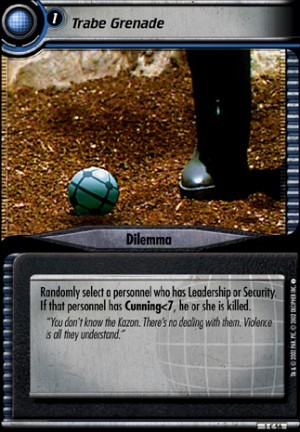 1
Trabe Grenade
Dilemma
Randomly select a personnel who has Leadership or Security.
If that personnel has Cunning<7, he or she is killed.
"You don't know the Kazon. There's no dealing with them. Violence
is all they understand."
1 C 56